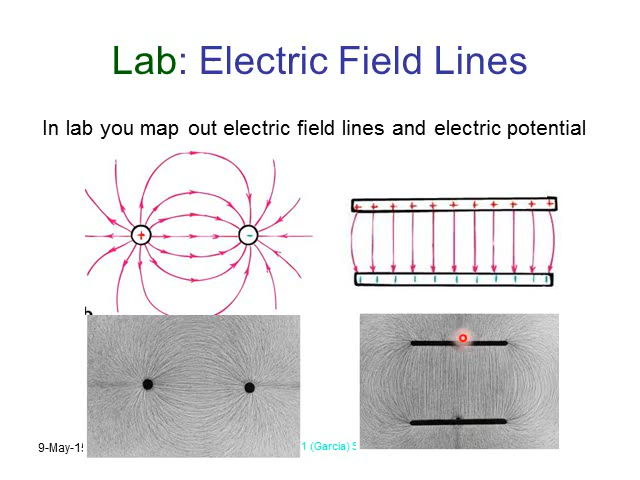 Lab: Electric Field Lines
In lab you map out electric field lines and electric potential
+ -
+ + + + + + + + + +
- - - - - - - - - -
9-May-15
1 (Garcia) S